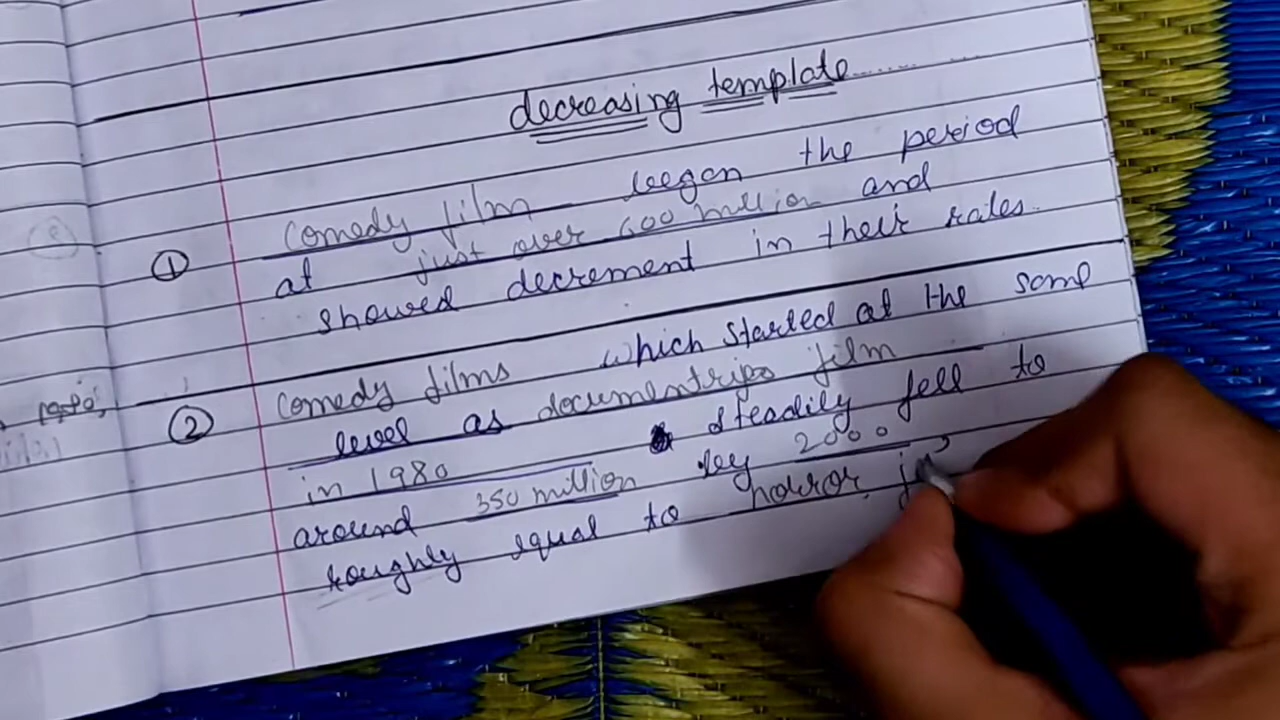 decreasing template........ ...
① Comedy film began the period
at just over 600 million and
showed decrement in their sales.
② Comedy films which started at the same
level as documentries film
in 1980 steadily fell to
around 350 million by 2000
roughly equal to horror